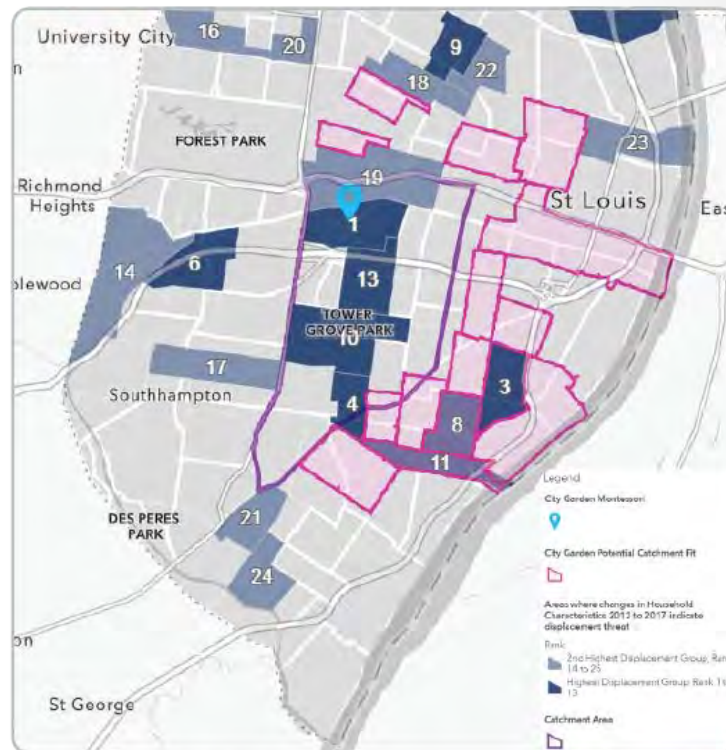 University City
16
20
9
18
22
FOREST PARK
23
Richmond
Heights
19
St Louis
1
14
6
13
TOWER
GROVE PARK
10
17
Southhampton
4
3
8
11
DES PERES
PARK
21
24
St George
Legend
City Garden Montessori
City Garden Potential Catchment Fit
Areas where changes in Household
Characteristics 2012 to 2017 indicate
displacement threat
Rank
2nd Highest Displacement Group, Rank
14 to 25
Highest Displacement Group: Rank 1 to
13
Catchment Area